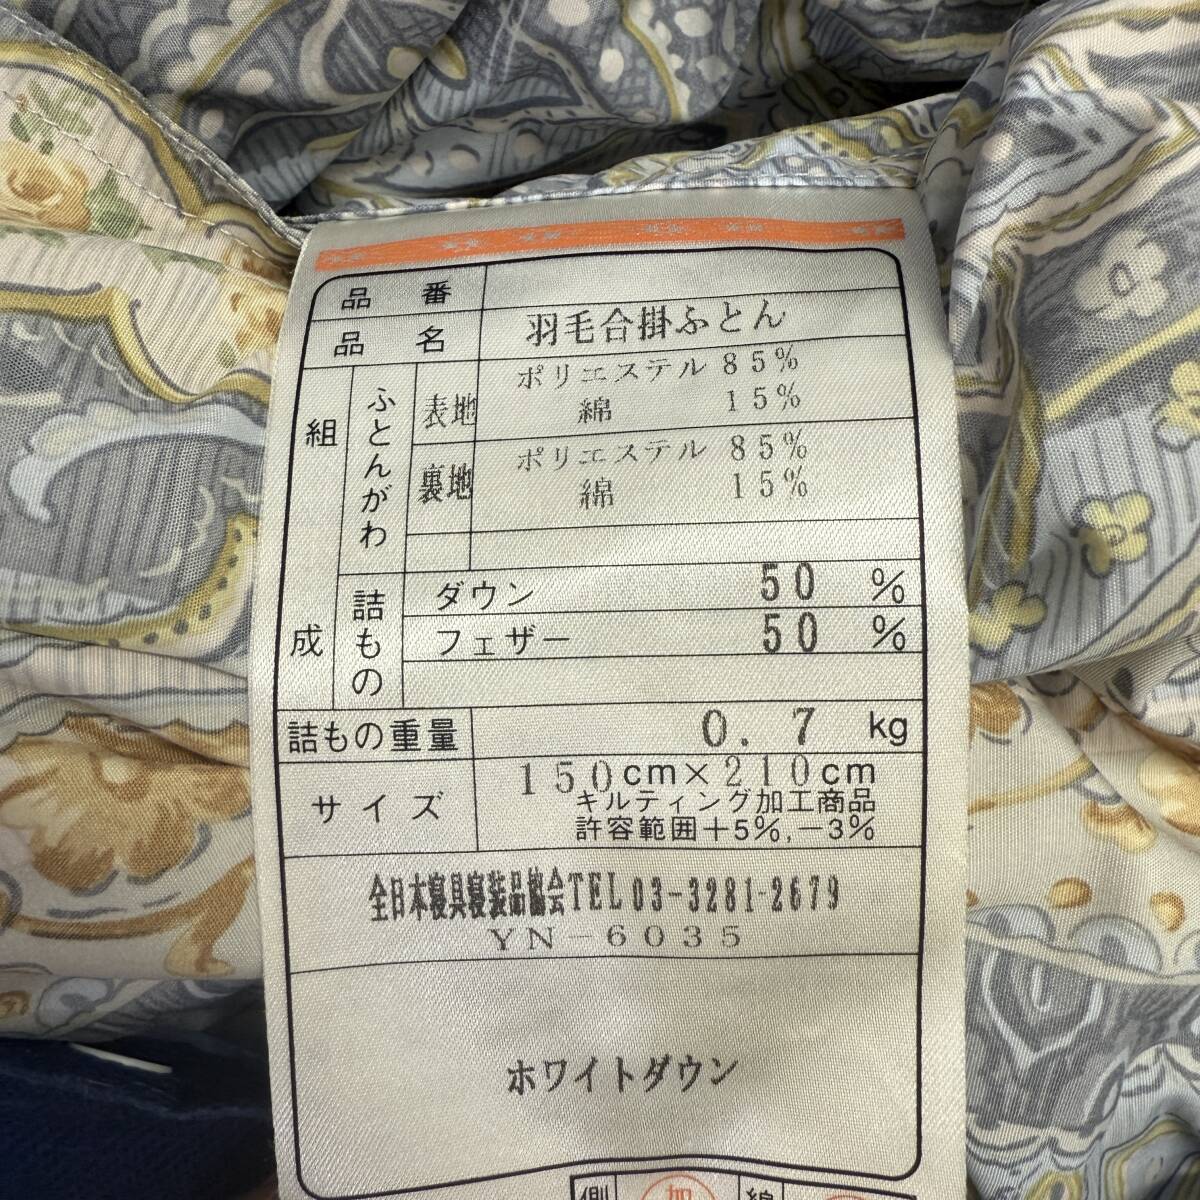 品番
品名 羽毛合掛ふとん
組成 ふとんがわ 表地 ポリエステル 85%
綿 15%
裏地 ポリエステル 85%
綿 15%
詰もの ダウン 50 %
フェザー 50 %
詰もの重量 0.7 kg
サイズ 150cm×210cm
キルティング加工商品
許容範囲+5%,-3%
全日本寝具寝装品協会TEL03-3281-2679
YN-6035
ホワイトダウン
側 加 綿